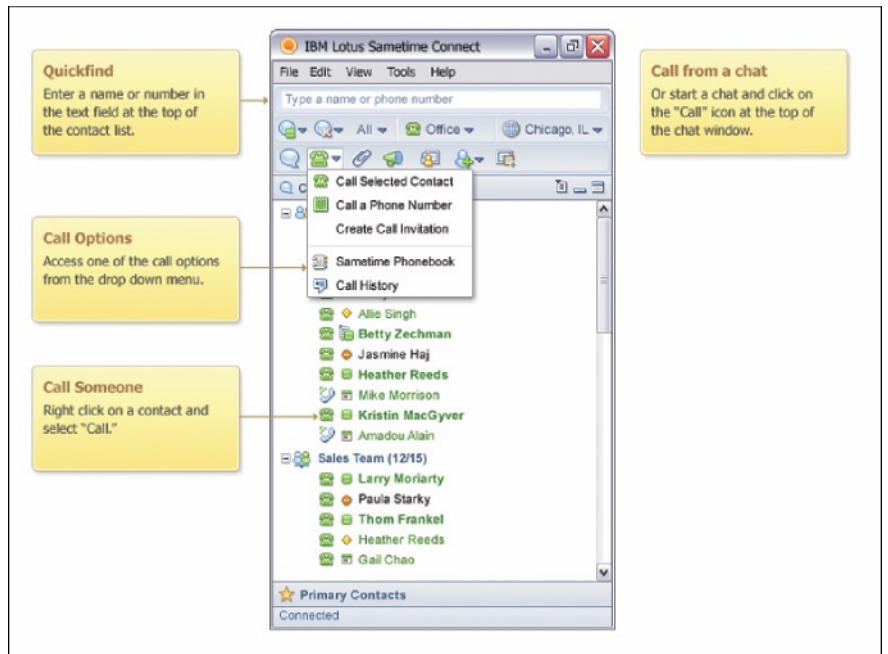 IBM Lotus Sametime Connect
Quickfind
Enter a name or number in
the text field at the top of
the contact list.
Call from a chat
Or start a chat and click on
the "Call" icon at the top of
the chat window.
File Edit View Tools Help
Type a name or phone number
All Office Chicago, IL
Call Selected Contact
Call a Phone Number
Create Call Invitation
Sametime Phonebook
Call History
Call Options
Access one of the call options
from the drop down menu.
Allie Singh
Betty Zechman
Jasmine Haj
Heather Reeds
Mike Morrison
Kristin MacGyver
Amadou Alain
Call Someone
Right click on a contact and
select "Call."
Sales Team (12/15)
Larry Moriarty
Paula Starky
Thom Frankel
Heather Reeds
Gail Chao
Primary Contacts
Connected